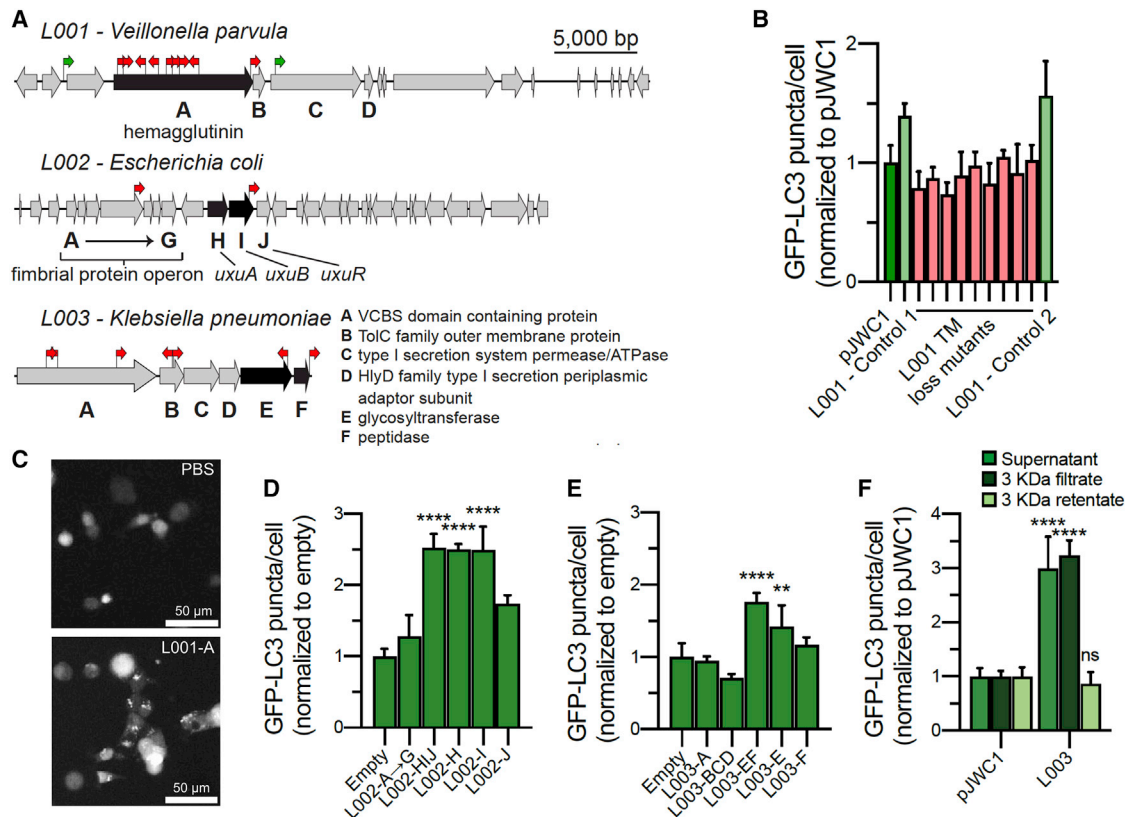 A
L001 - Veillonella parvula
5,000 bp
A B C D
hemagglutinin
L002 - Escherichia coli
A G H I J
fimbrial protein operon uxuA uxuB uxuR
L003 - Klebsiella pneumoniae
A B C D E F
A VCBS domain containing protein
B TolC family outer membrane protein
C type I secretion system permease/ATPase
D HlyD family type I secretion periplasmic
adaptor subunit
E glycosyltransferase
F peptidase
B
GFP-LC3 puncta/cell
(normalized to pJWC1)
2
1
0
pJWC1
L001 - Control 1
L001 TM
loss mutants
L001 - Control 2
C
PBS
50 µm
L001-A
50 µm
D
GFP-LC3 puncta/cell
(normalized to empty)
3
2
1
0
**** **** ****
Empty
L002-A→G
L002-HIJ
L002-H
L002-I
L002-J
E
GFP-LC3 puncta/cell
(normalized to empty)
3
2
1
0
**** **
Empty
L003-A
L003-BCD
L003-EF
L003-E
L003-F
F
Supernatant
3 KDa filtrate
3 KDa retentate
GFP-LC3 puncta/cell
(normalized to pJWC1)
4
3
2
1
0
**** **** ns
pJWC1
L003